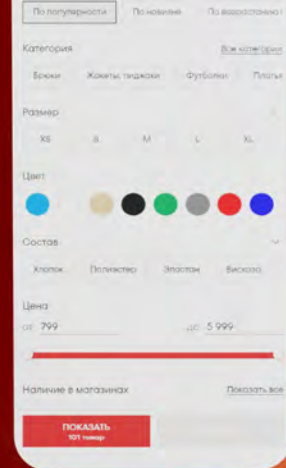 По популярности По новизне По возрастанию
Категория Все категории
Брюки Жакеты, пиджаки Футболки Платья
Размер
XS S M L XL
Цвет
Состав
Хлопок Полиэстер Эластан Вискоза
Цена
от 799 до 5 999
Наличие в магазинах Показать все
ПОКАЗАТЬ
101 товар